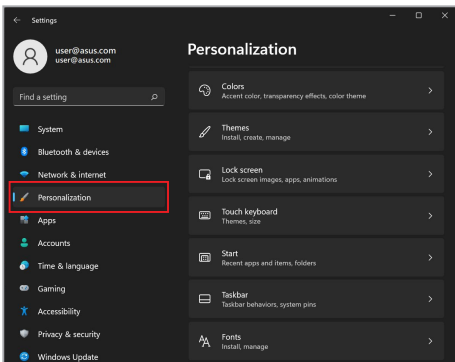 Settings
user@asus.com
user@asus.com
Find a setting
System
Bluetooth & devices
Network & internet
Personalization
Apps
Accounts
Time & language
Gaming
Accessibility
Privacy & security
Windows Update
Personalization
Colors
Accent color, transparency effects, color theme
Themes
Install, create, manage
Lock screen
Lock screen images, apps, animations
Touch keyboard
Themes, size
Start
Recent apps and items, folders
Taskbar
Taskbar behaviors, system pins
Fonts
Install, manage